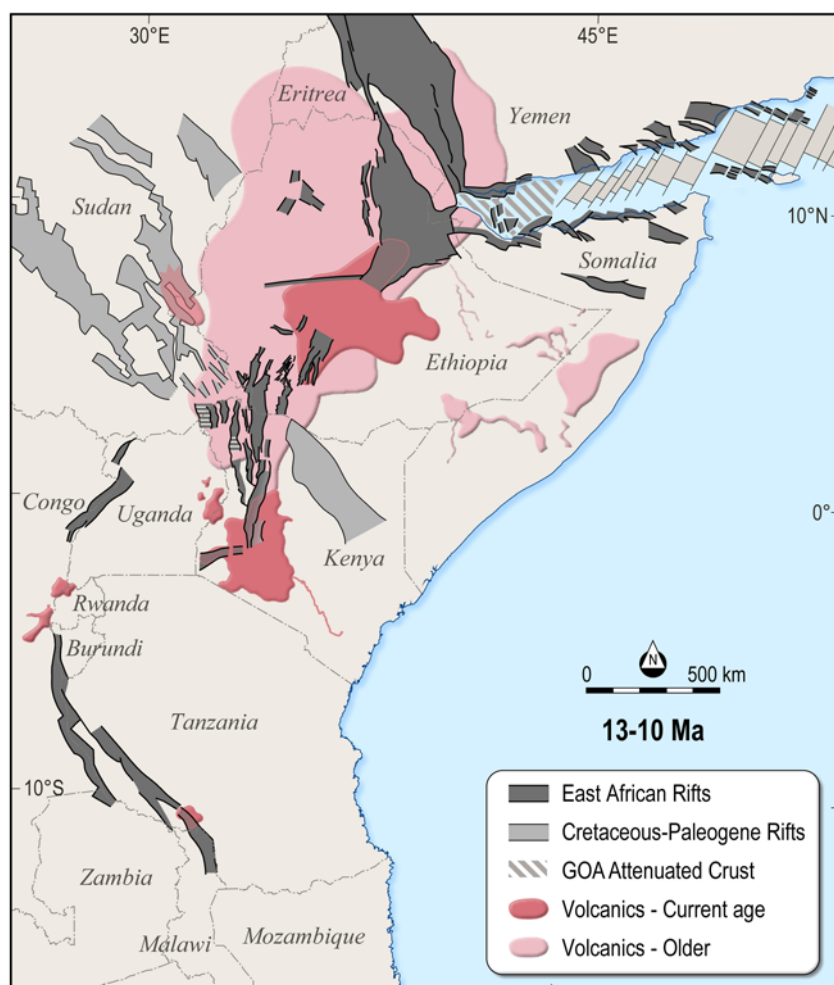 30°E
45°E
Eritrea
Yemen
Sudan
10°N
Somalia
Ethiopia
Congo
Uganda
0°
Kenya
Rwanda
Burundi
N
0 500 km
Tanzania
13-10 Ma
10°S
East African Rifts
Cretaceous-Paleogene Rifts
GOA Attenuated Crust
Zambia
Volcanics - Current age
Malawi
Mozambique
Volcanics - Older